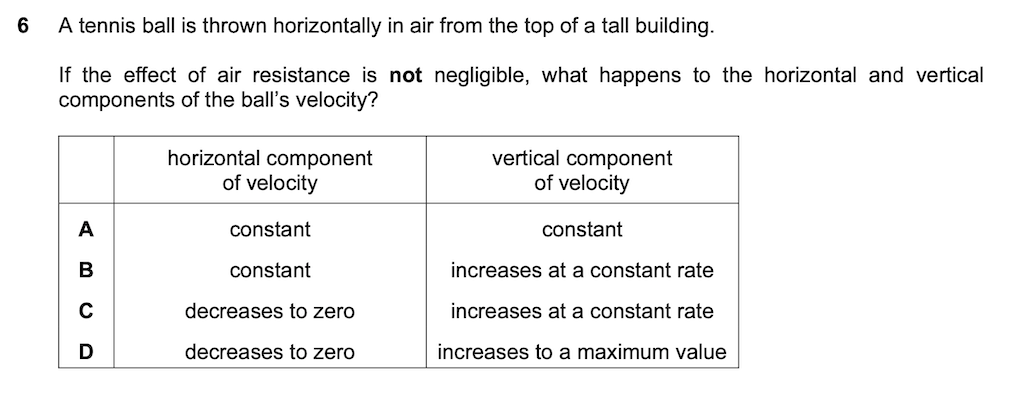 6 A tennis ball is thrown horizontally in air from the top of a tall building.
If the effect of air resistance is not negligible, what happens to the horizontal and vertical
components of the ball's velocity?
horizontal component of velocity vertical component of velocity
A constant constant
B constant increases at a constant rate
C decreases to zero increases at a constant rate
D decreases to zero increases to a maximum value